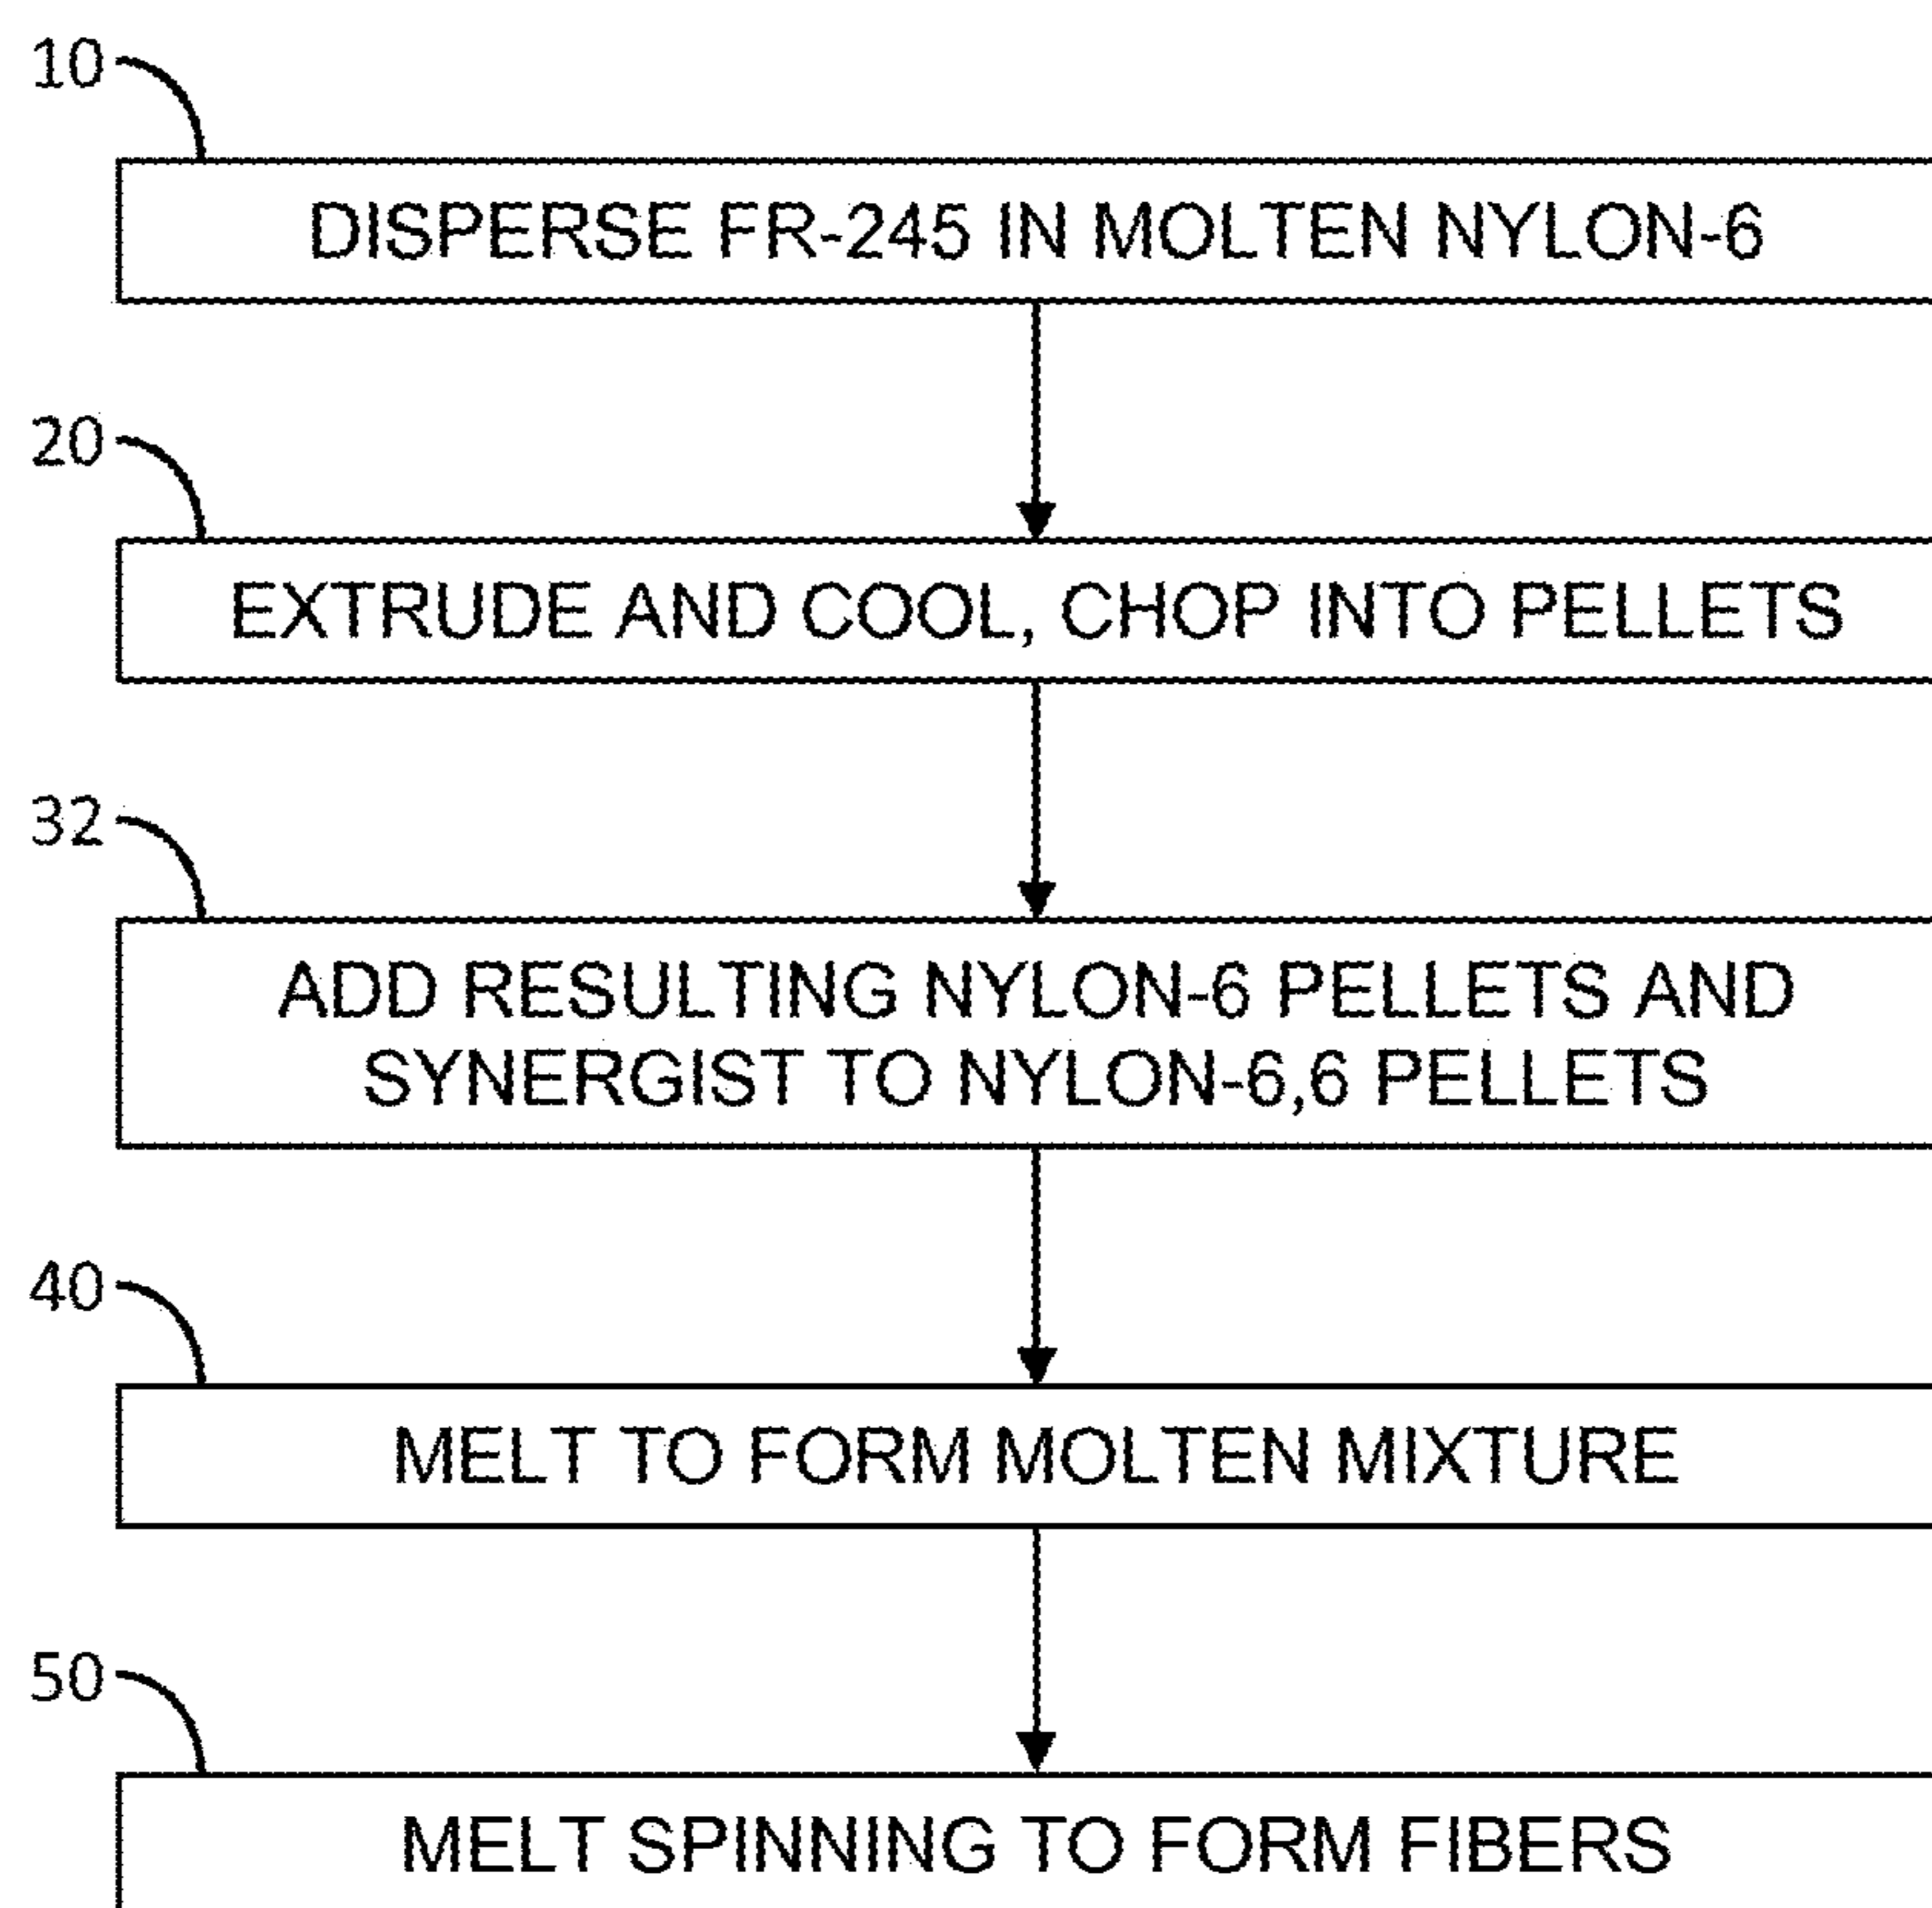 10
DISPERSE FR-245 IN MOLTEN NYLON-6
20
EXTRUDE AND COOL, CHOP INTO PELLETS
32
ADD RESULTING NYLON-6 PELLETS AND
SYNERGIST TO NYLON-6,6 PELLETS
40
MELT TO FORM MOLTEN MIXTURE
50
MELT SPINNING TO FORM FIBERS